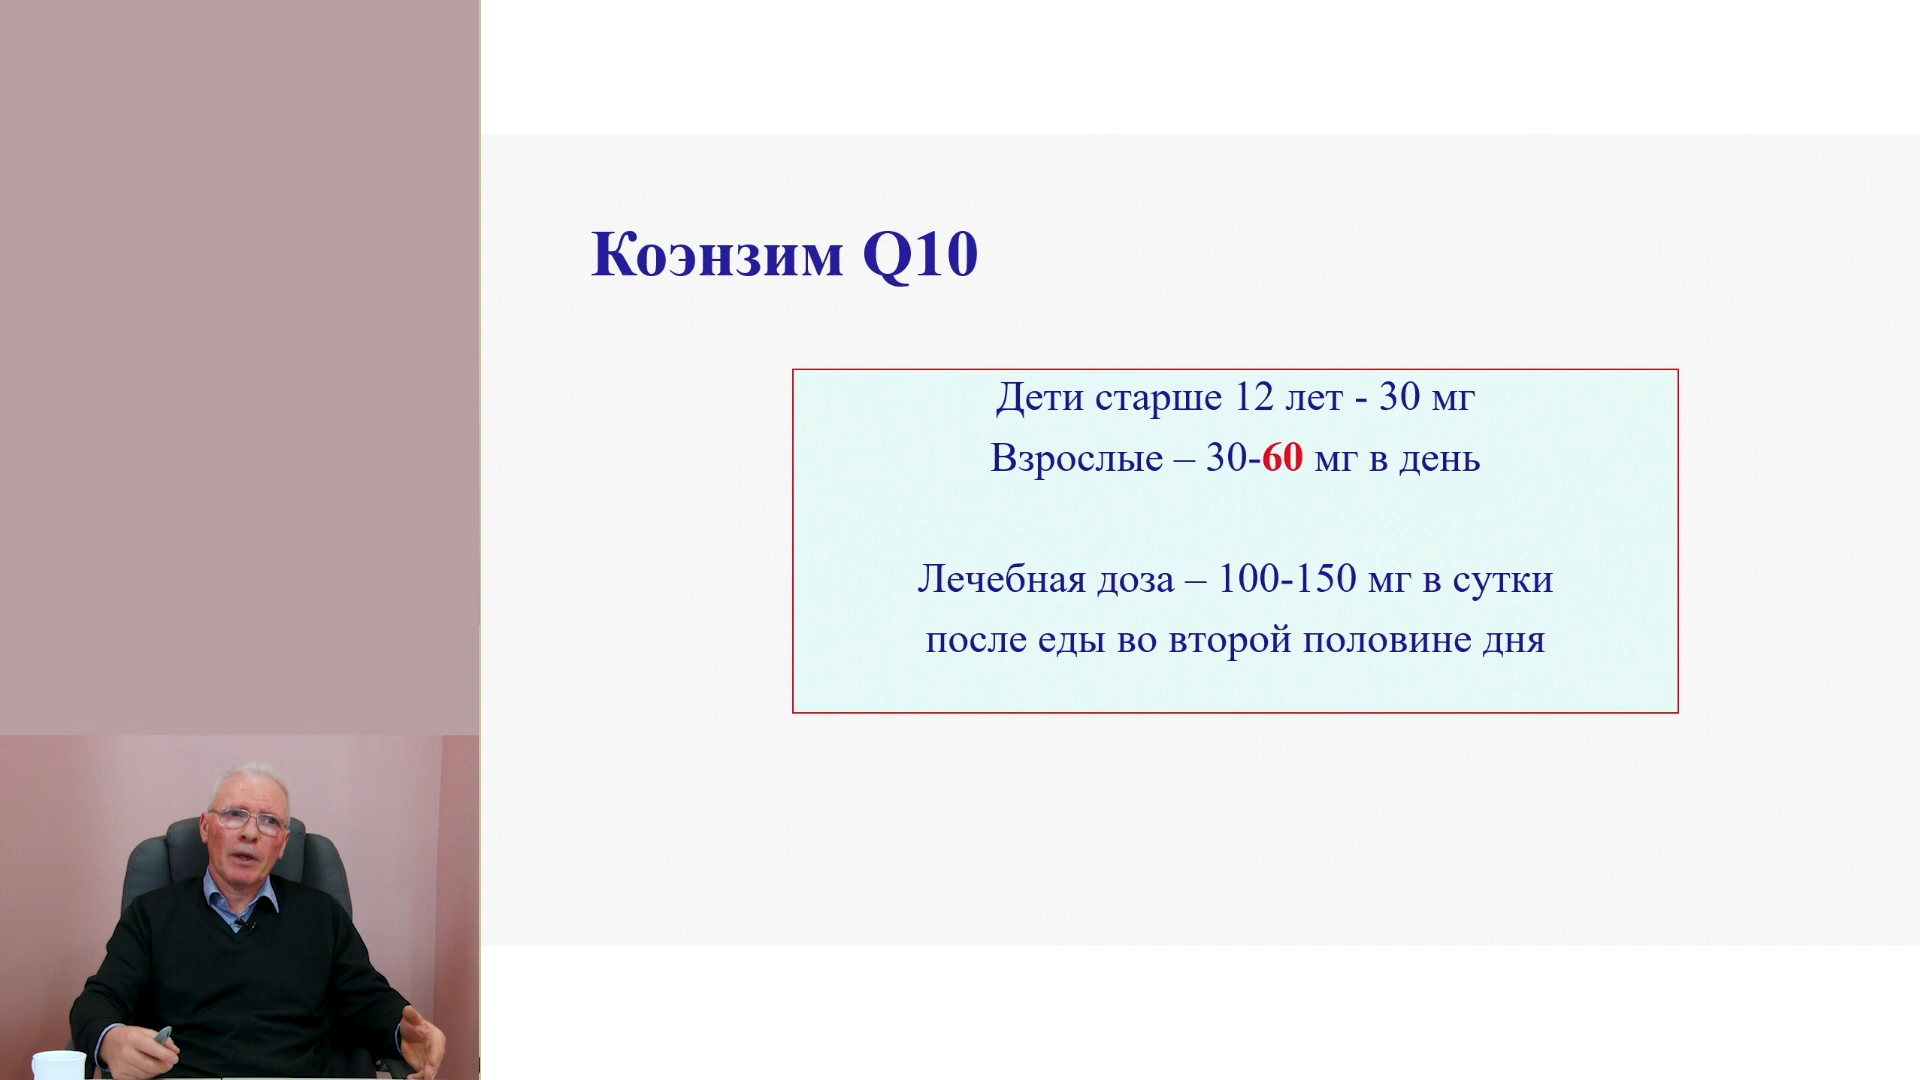 Коэнзим Q10
Дети старше 12 лет - 30 мг
Взрослые – 30-60 мг в день
Лечебная доза – 100-150 мг в сутки
после еды во второй половине дня